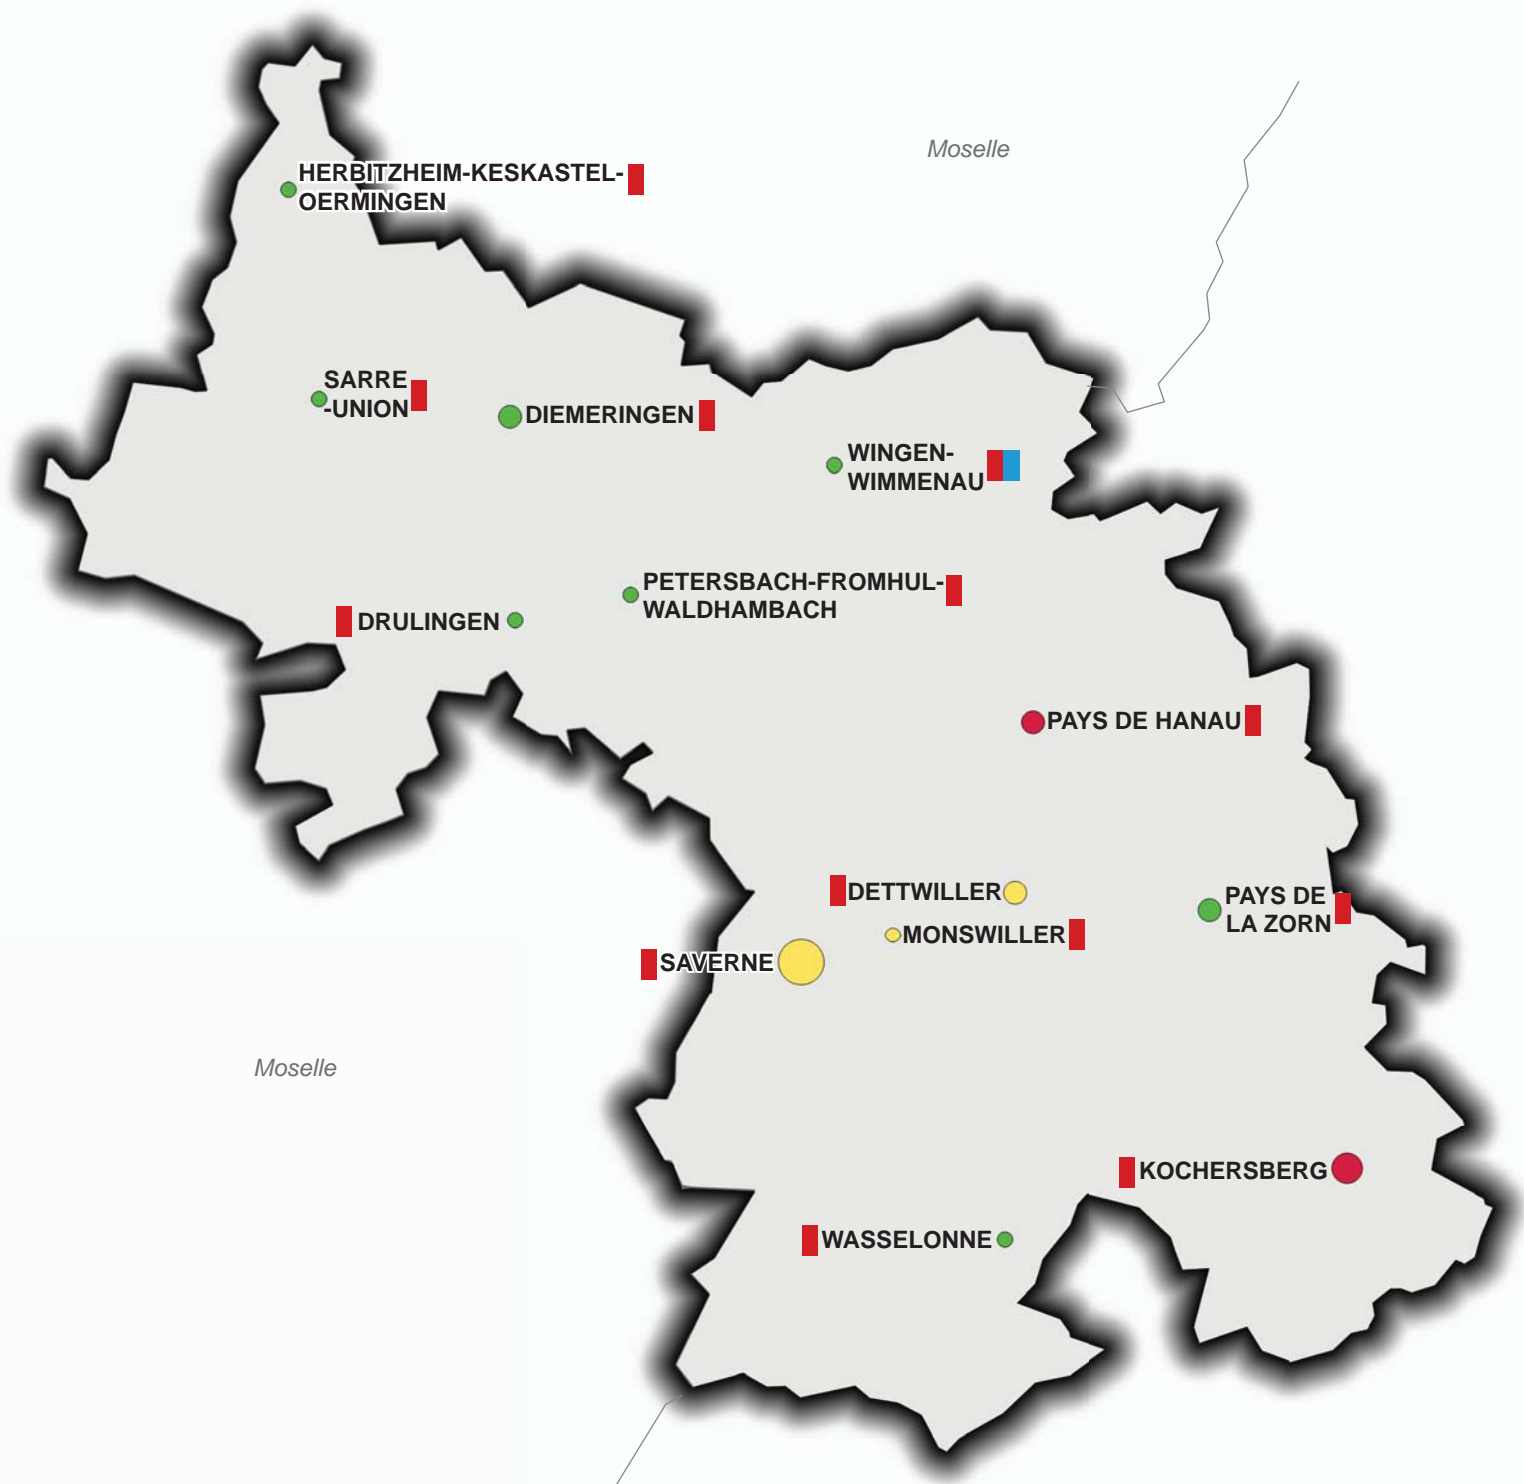 Moselle
HERBITZHEIM-KESKASTEL-
OERMINGEN
SARRE
-UNION
DIEMERINGEN
WINGEN-
WIMMENAU
PETERSBACH-FROMHUL-
WALDHAMBACH
DRULINGEN
PAYS DE HANAU
DETTWILLER
PAYS DE
LA ZORN
MONSWILLER
SAVERNE
Moselle
KOCHERSBERG
WASSELONNE